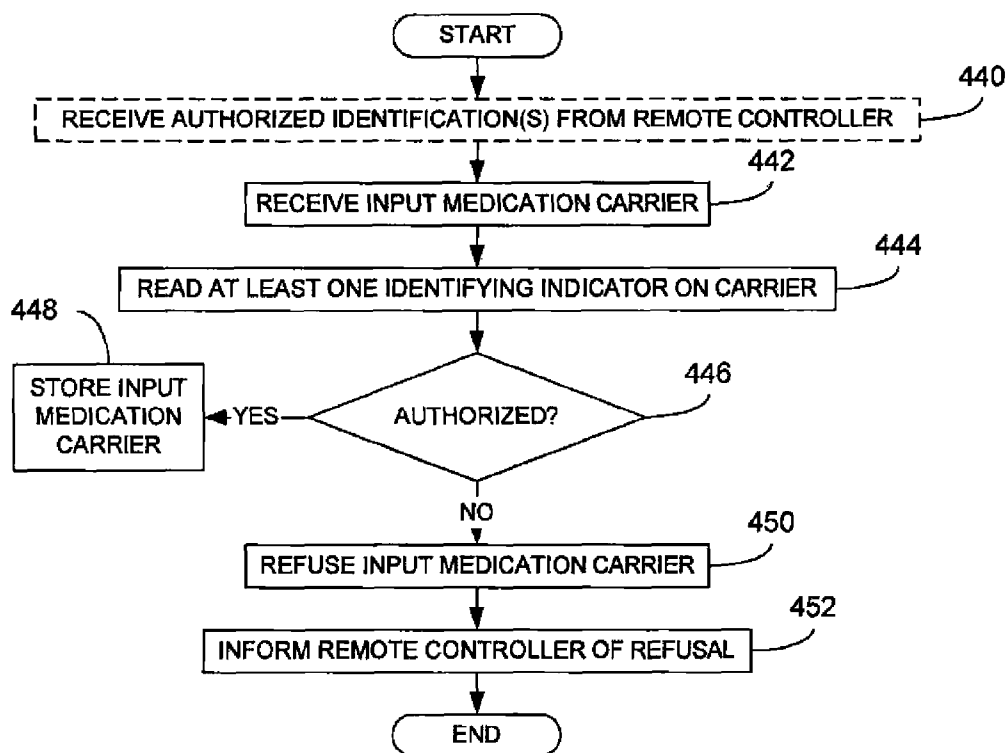 START
440
RECEIVE AUTHORIZED IDENTIFICATION(S) FROM REMOTE CONTROLLER
442
RECEIVE INPUT MEDICATION CARRIER
444
READ AT LEAST ONE IDENTIFYING INDICATOR ON CARRIER
448
446
STORE INPUT
MEDICATION
CARRIER
YES
AUTHORIZED?
NO
450
REFUSE INPUT MEDICATION CARRIER
452
INFORM REMOTE CONTROLLER OF REFUSAL
END